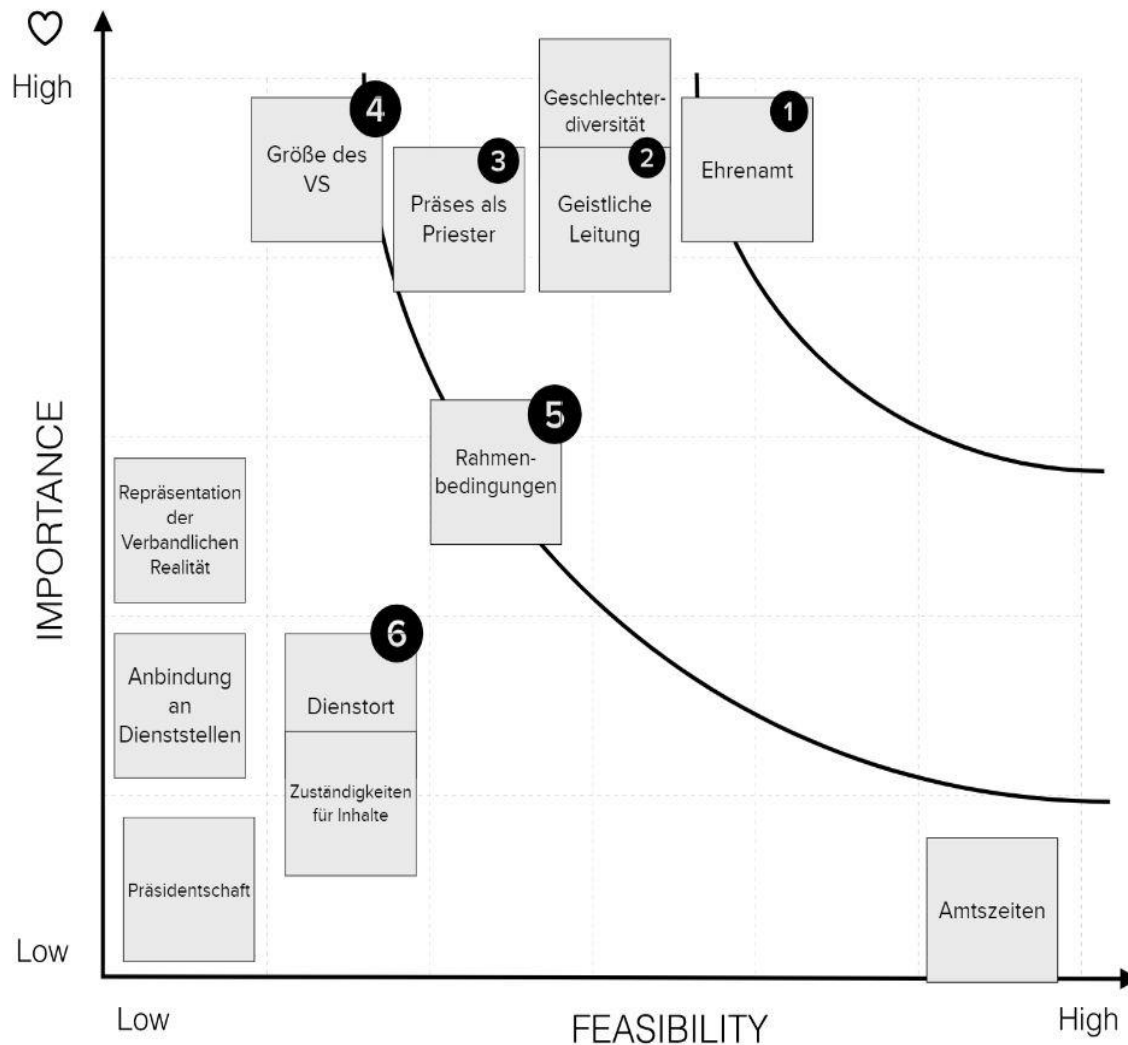 High
4
Größe des
VS
3
Präses als
Priester
Geschlechter-
diversität
2
Geistliche
Leitung
1
Ehrenamt
5
Rahmen-
bedingungen
Repräsentation
der
Verbandlichen
Realität
IMPORTANCE
6
Anbindung
an
Dienststellen
Dienstort
Zuständigkeiten
für Inhalte
Präsidentschaft
Amtszeiten
Low
Low
FEASIBILITY
High